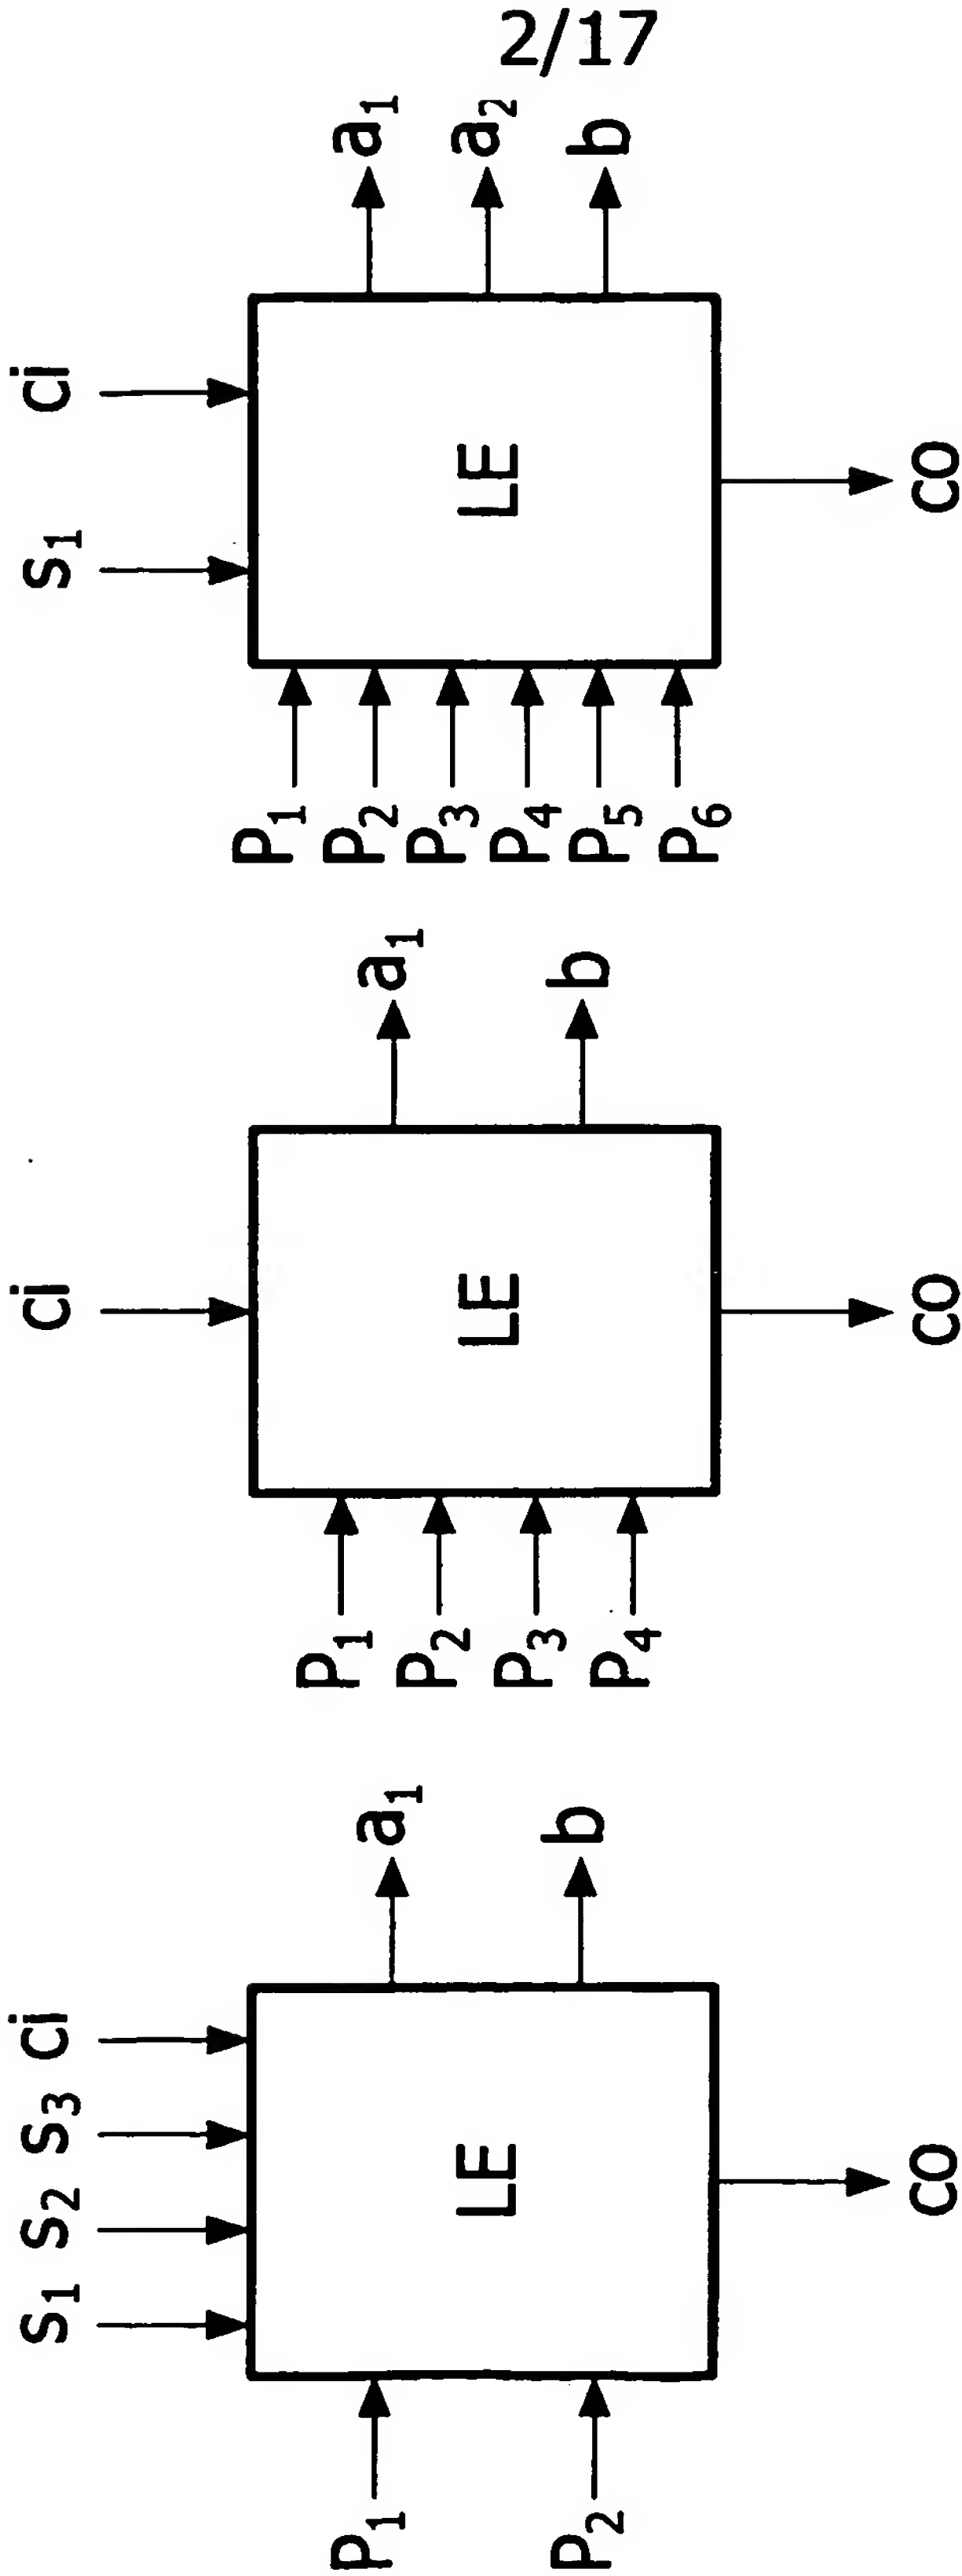 2/17
S₁ S₂ S₃ Ci
P₁
P₂
LE
a₁
b
CO
Ci
P₁
P₂
P₃
P₄
LE
a₁
b
CO
S₁ Ci
P₁
P₂
P₃
P₄
P₅
P₆
LE
a₁
a₂
b
CO